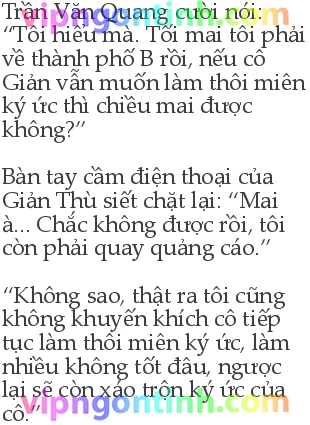 Trần Văn Quang cười nói:
“Tôi hiểu mà. Tối mai tôi phải
về thành phố B rồi, nếu cô
Giản vẫn muốn làm thôi miên
ký ức thì chiều mai được
không?”
Bàn tay cầm điện thoại của
Giản Thù siết chặt lại: “Mai
à... Chắc không được rồi, tôi
còn phải quay quảng cáo.”
“Không sao, thật ra tôi cũng
không khuyến khích cô tiếp
tục làm thôi miên ký ức, làm
nhiều không tốt đâu, ngược
lại sẽ còn xáo trộn ký ức của
cô.”
vipngontinh.com
vipngontinh.com